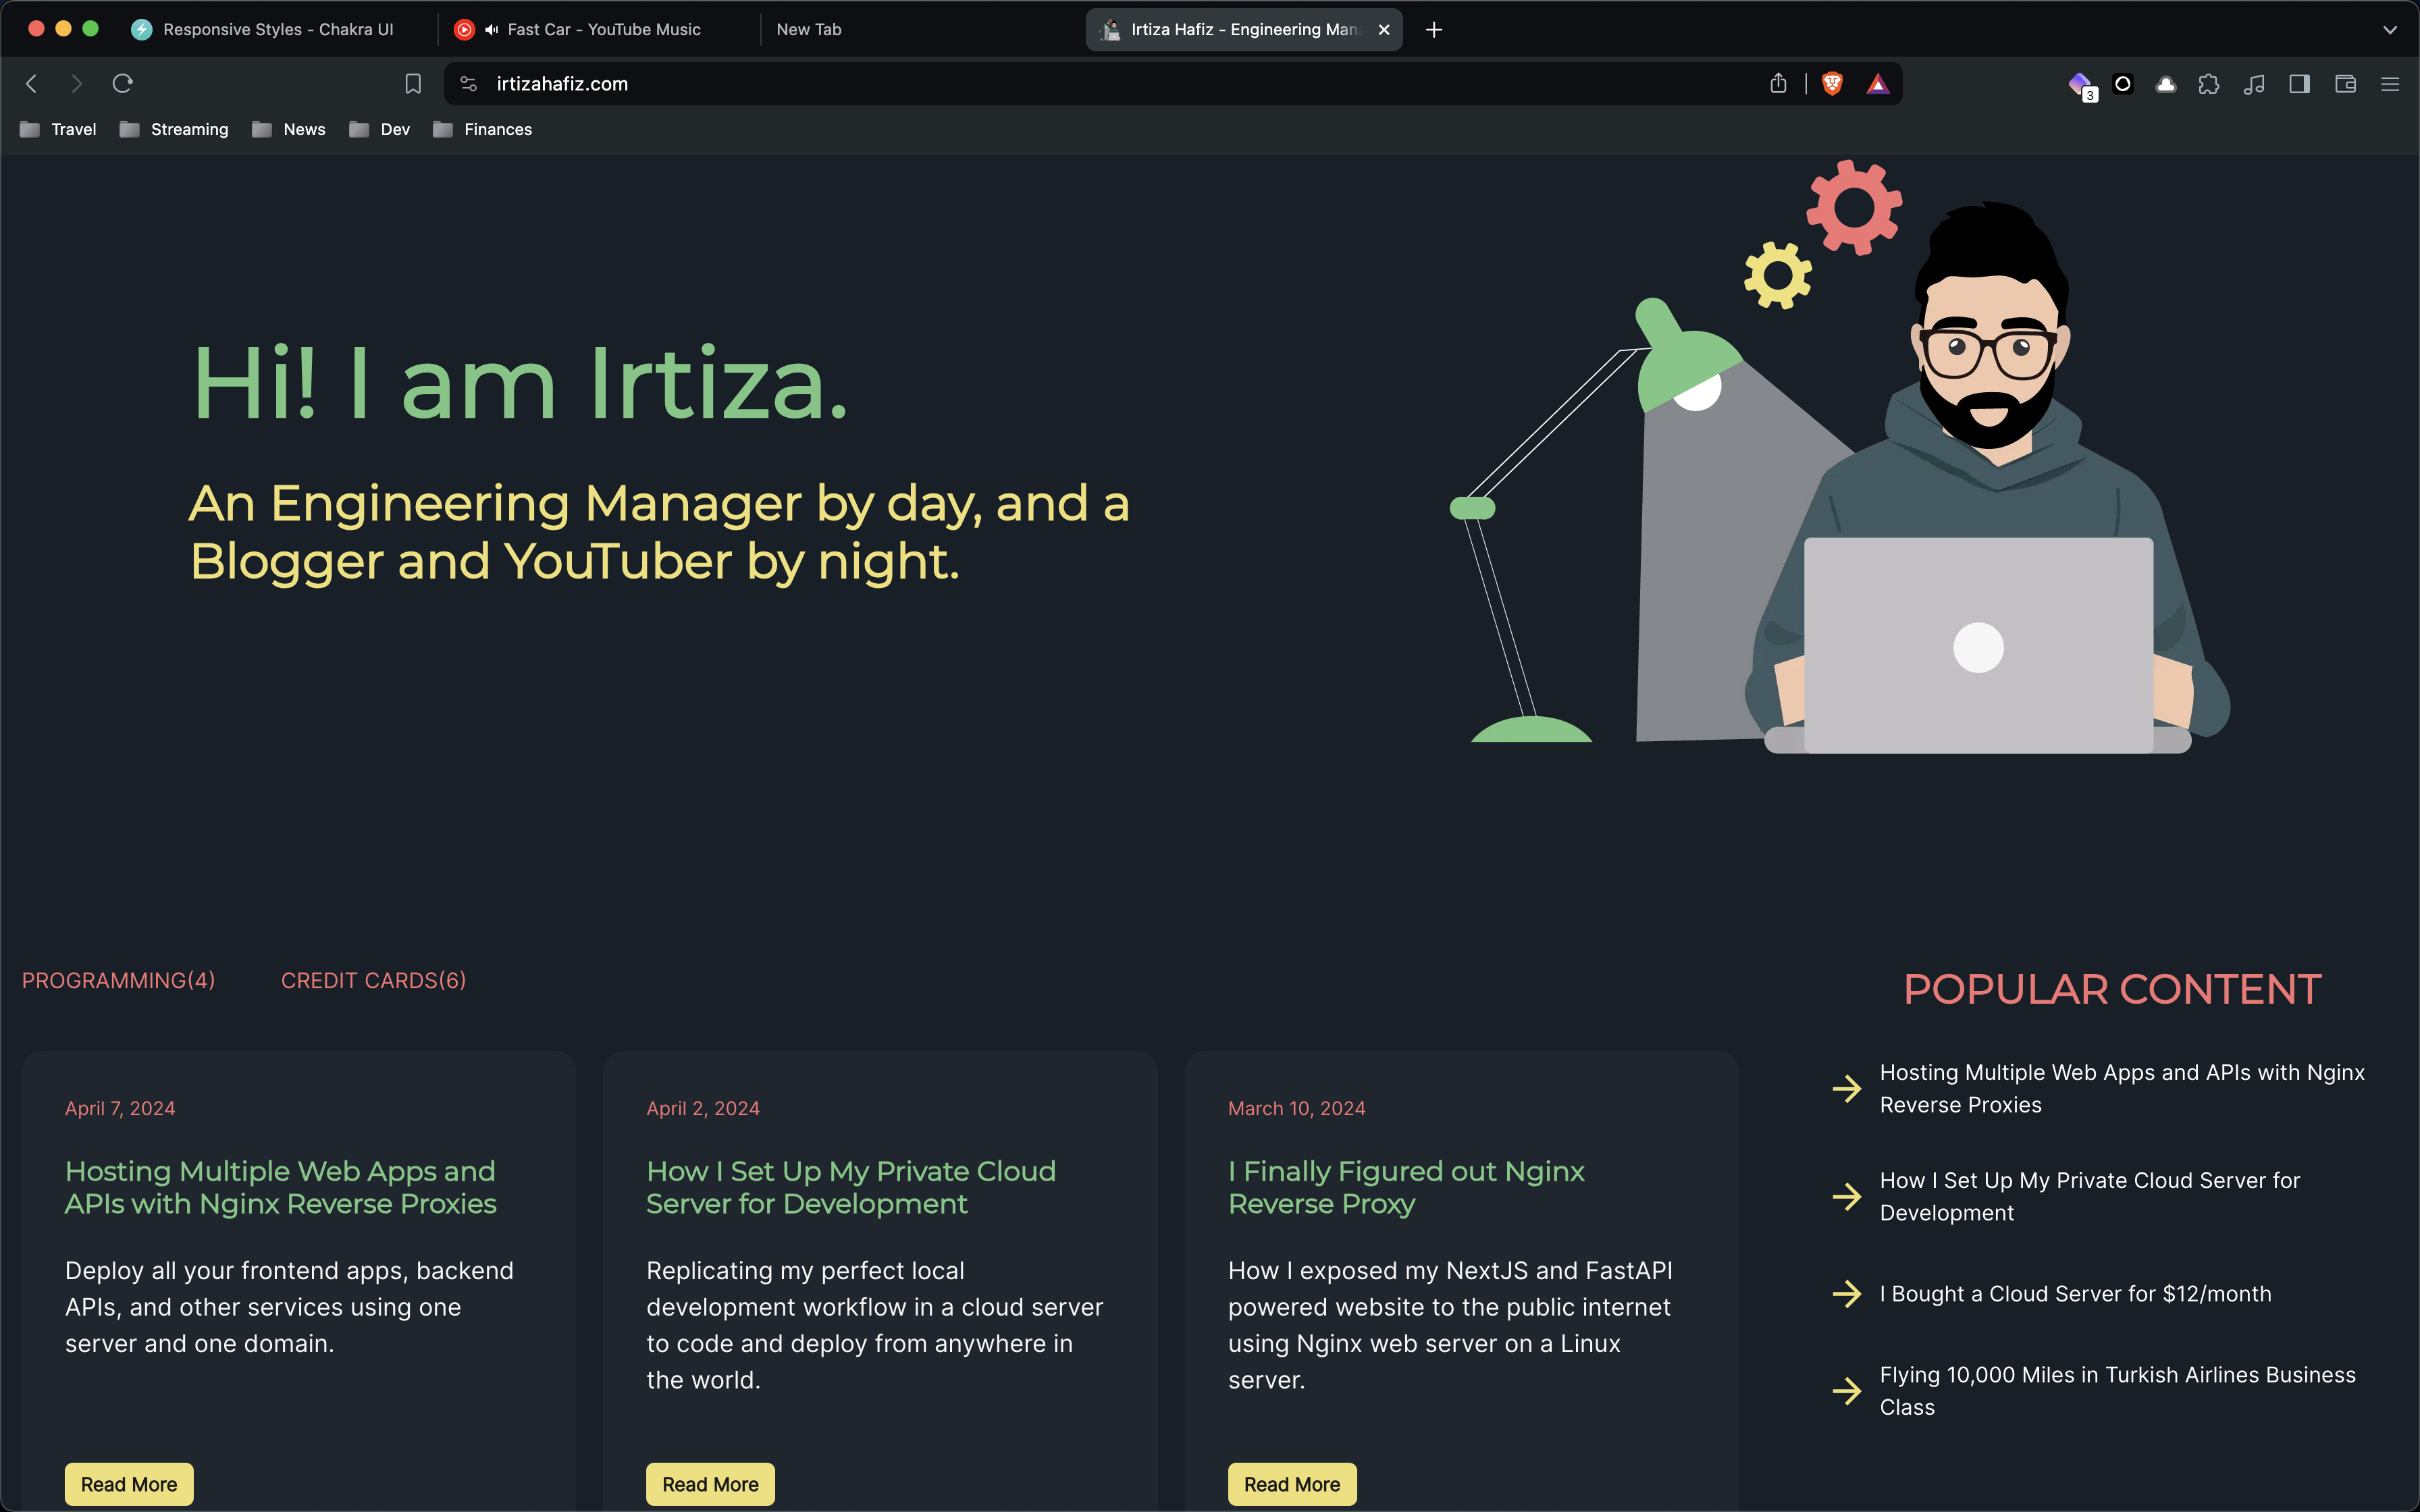 Responsive Styles - Chakra UI
Fast Car - YouTube Music
New Tab
Irtiza Hafiz - Engineering Man
irtizahafiz.com
3
Travel
Streaming
News
Dev
Finances
Hi! I am Irtiza.
An Engineering Manager by day, and a
Blogger and YouTuber by night.
PROGRAMMING(4)
CREDIT CARDS(6)
April 7, 2024
Hosting Multiple Web Apps and
APIs with Nginx Reverse Proxies
Deploy all your frontend apps, backend
APIs, and other services using one
server and one domain.
Read More
April 2, 2024
How I Set Up My Private Cloud
Server for Development
Replicating my perfect local
development workflow in a cloud server
to code and deploy from anywhere in
the world.
Read More
March 10, 2024
I Finally Figured out Nginx
Reverse Proxy
How I exposed my NextJS and FastAPI
powered website to the public internet
using Nginx web server on a Linux
server.
Read More
POPULAR CONTENT
Hosting Multiple Web Apps and APIs with Nginx
Reverse Proxies
How I Set Up My Private Cloud Server for
Development
I Bought a Cloud Server for $12/month
Flying 10,000 Miles in Turkish Airlines Business
Class